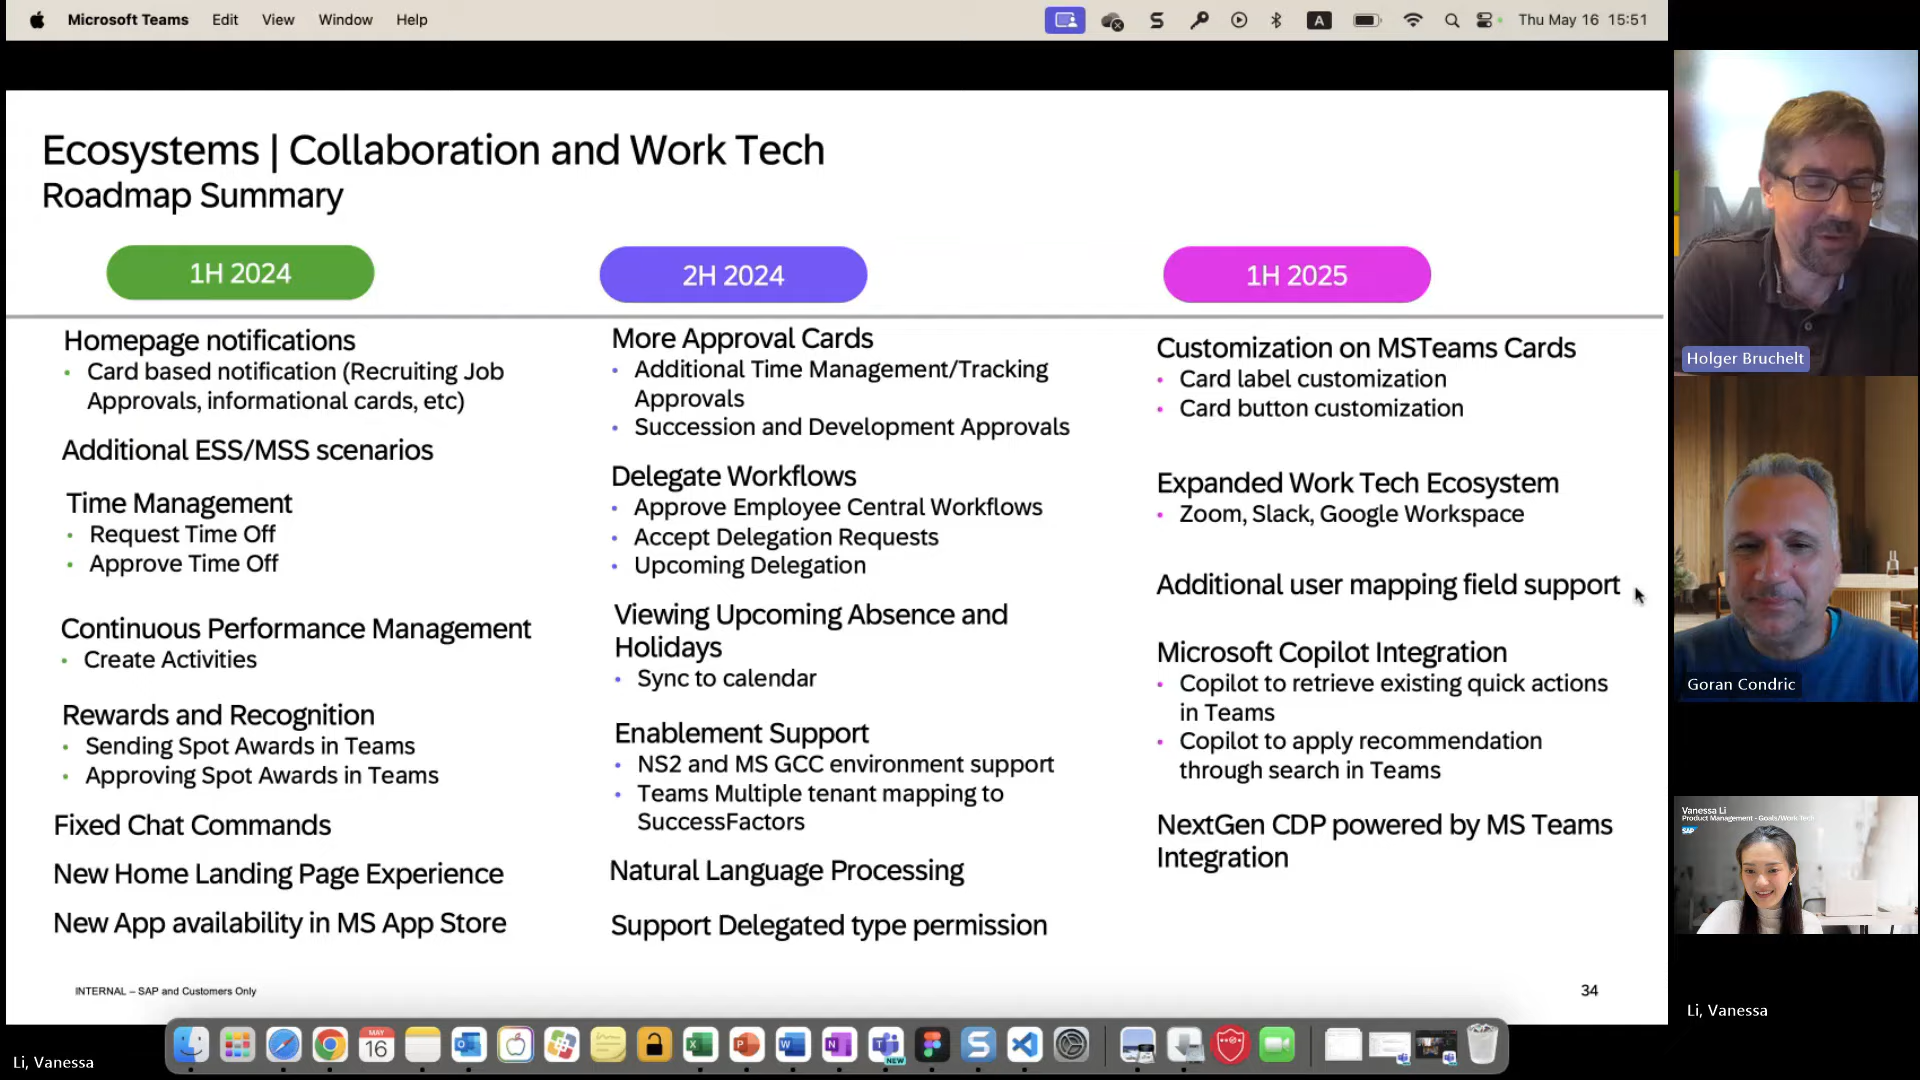 Microsoft Teams Edit View Window Help
A
Thu May 16 15:51
Ecosystems | Collaboration and Work Tech
Roadmap Summary
1H 2024
Homepage notifications
• Card based notification (Recruiting Job
Approvals, informational cards, etc)
Additional ESS/MSS scenarios
Time Management
• Request Time Off
• Approve Time Off
Continuous Performance Management
• Create Activities
Rewards and Recognition
• Sending Spot Awards in Teams
• Approving Spot Awards in Teams
Fixed Chat Commands
New Home Landing Page Experience
New App availability in MS App Store
2H 2024
More Approval Cards
• Additional Time Management/Tracking
Approvals
• Succession and Development Approvals
Delegate Workflows
• Approve Employee Central Workflows
• Accept Delegation Requests
• Upcoming Delegation
Viewing Upcoming Absence and
Holidays
• Sync to calendar
Enablement Support
• NS2 and MS GCC environment support
• Teams Multiple tenant mapping to
SuccessFactors
Natural Language Processing
Support Delegated type permission
1H 2025
Customization on MSTeams Cards
• Card label customization
• Card button customization
Expanded Work Tech Ecosystem
• Zoom, Slack, Google Workspace
Additional user mapping field support
Microsoft Copilot Integration
• Copilot to retrieve existing quick actions
in Teams
• Copilot to apply recommendation
through search in Teams
NextGen CDP powered by MS Teams
Integration
INTERNAL – SAP and Customers Only
34
MAY
16
NEW
Li, Vanessa
Holger Bruchelt
Goran Condric
Vanessa Li
Product Management - Goals/Work Tech
SAP
Li, Vanessa